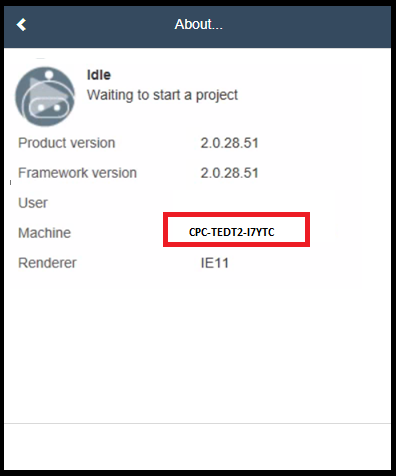 About...
Idle
Waiting to start a project
Product version 2.0.28.51
Framework version 2.0.28.51
User
Machine CPC-TEDT2-I7YTC
Renderer IE11